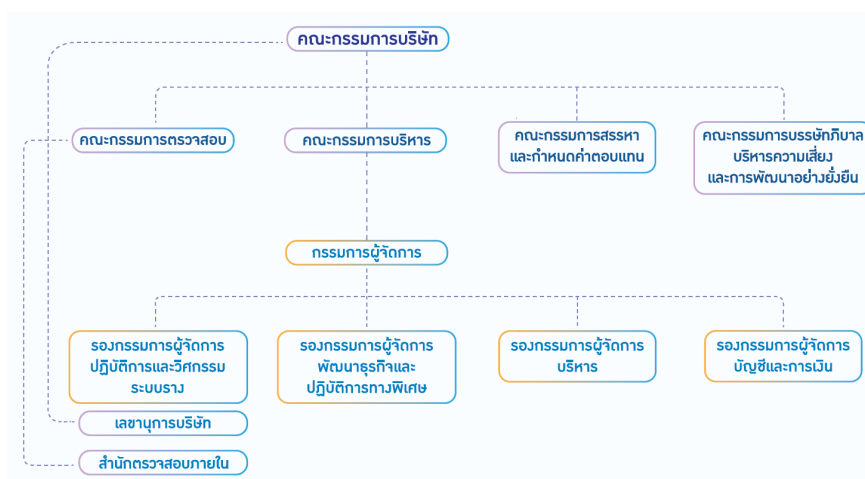 คณะกรรมการบริษัท
คณะกรรมการตรวจสอบ
คณะกรรมการบริหาร
คณะกรรมการสรรหา
และกำหนดค่าตอบแทน
คณะกรรมการบรรษัทภิบาล
บริหารความเสี่ยง
และการพัฒนาอย่างยั่งยืน
กรรมการผู้จัดการ
รองกรรมการผู้จัดการ
ปฏิบัติการและวิศกรรม
ระบบราง
รองกรรมการผู้จัดการ
พัฒนาธุรกิจและ
ปฏิบัติการทางพิเศษ
รองกรรมการผู้จัดการ
บริหาร
รองกรรมการผู้จัดการ
บัญชีและการเงิน
เลขานุการบริษัท
สำนักตรวจสอบภายใน